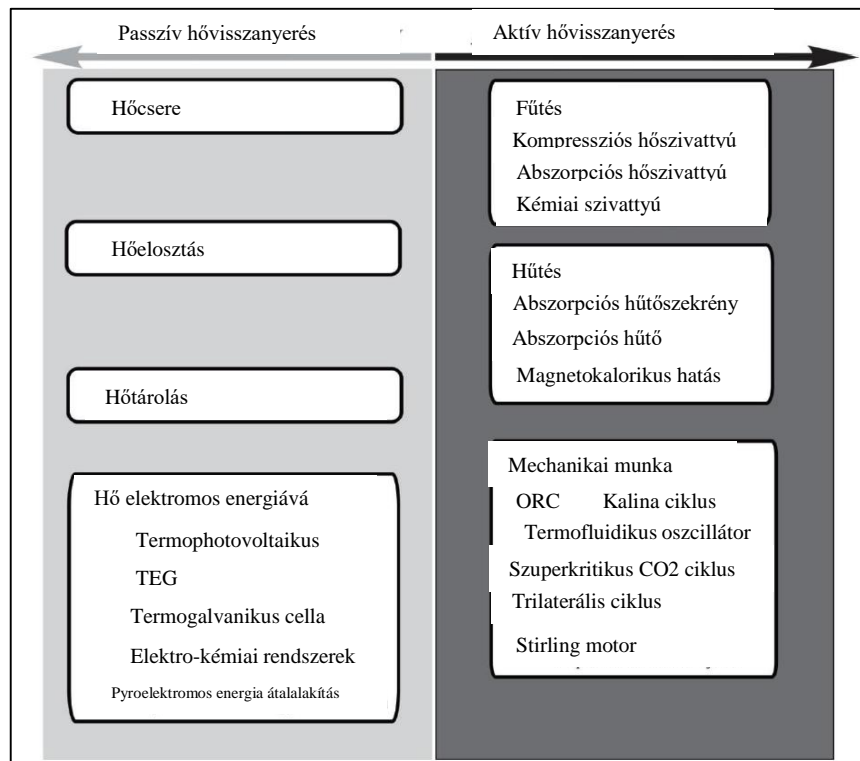 Passzív hővisszanyerés
Aktív hővisszanyerés
Hőcsere
Hőelosztás
Hőtárolás
Hő elektromos energiává
Termophotovoltaikus
TEG
Termogalvanikus cella
Elektro-kémiai rendszerek
Pyroelektromos energia átalalakítás
Fűtés
Kompressziós hőszivattyú
Abszorpciós hőszivattyú
Kémiai szivattyú
Hűtés
Abszorpciós hűtőszekrény
Abszorpciós hűtő
Magnetokalorikus hatás
Mechanikai munka
ORC Kalina ciklus
Termofluidikus oszcillátor
Szuperkritikus CO2 ciklus
Trilaterális ciklus
Stirling motor